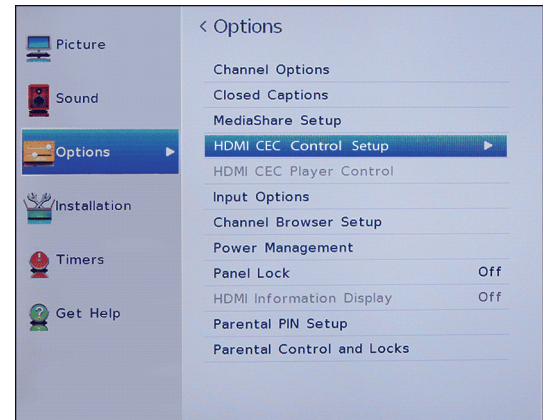 Picture
Sound
Options
Installation
Timers
Get Help
< Options
Channel Options
Closed Captions
MediaShare Setup
HDMI CEC Control Setup
HDMI CEC Player Control
Input Options
Channel Browser Setup
Power Management
Panel Lock Off
HDMI Information Display Off
Parental PIN Setup
Parental Control and Locks